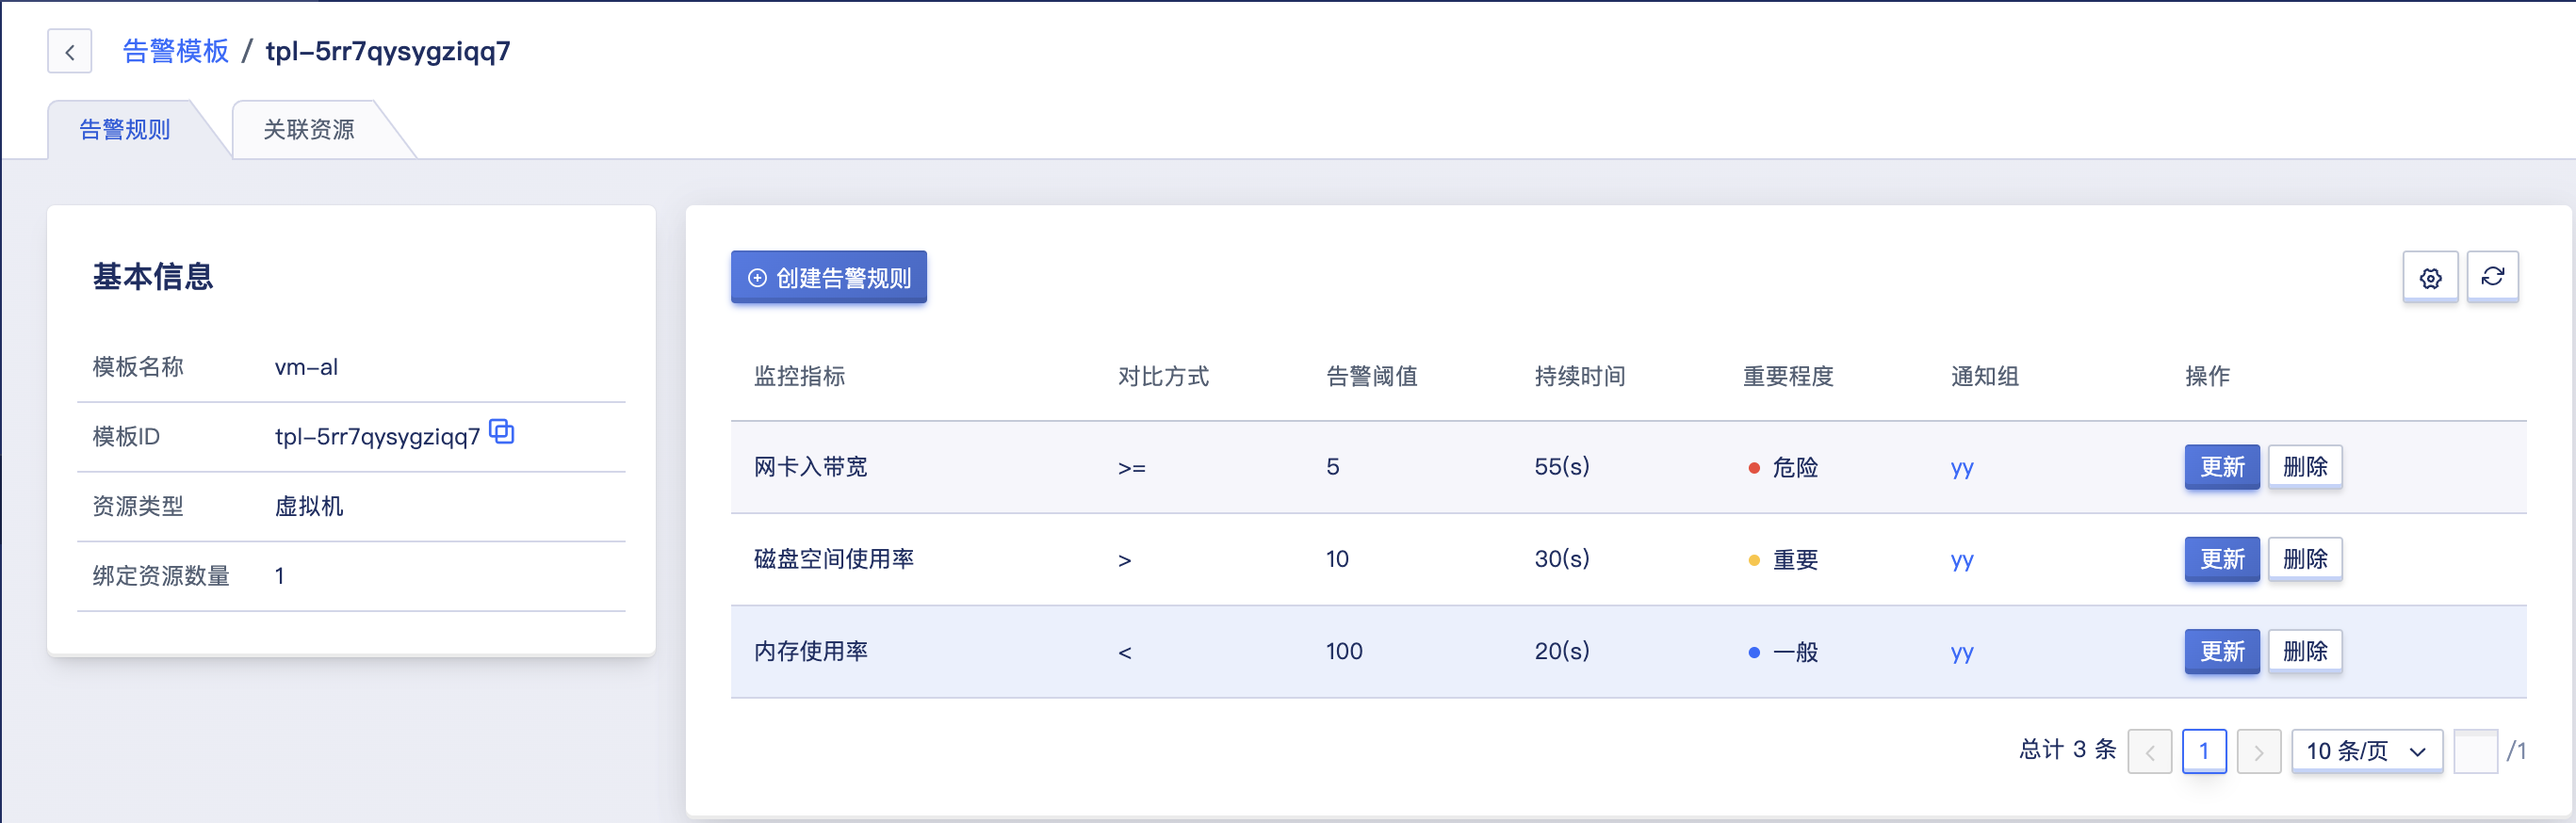 告警模板 / tpl-5rr7qysygziqq7
告警规则 关联资源
基本信息
模板名称 vm-al
模板ID tpl-5rr7qysygziqq7
资源类型 虚拟机
绑定资源数量 1
创建告警规则
监控指标 对比方式 告警阈值 持续时间 重要程度 通知组 操作
网卡入带宽 >= 5 55(s) 危险 yy 更新 删除
磁盘空间使用率 > 10 30(s) 重要 yy 更新 删除
内存使用率 < 100 20(s) 一般 yy 更新 删除
总计 3 条 1 10 条/页 /1